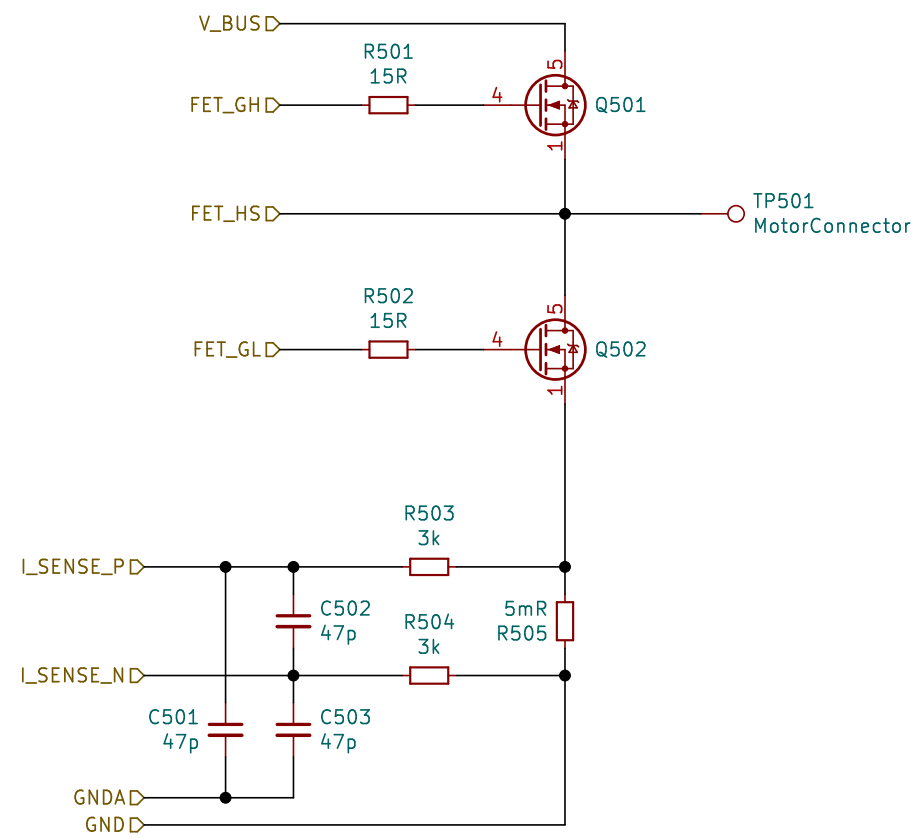 V_BUS
R501
15R
5
FET_GH
4
Q501
1
FET_HS
TP501
MotorConnector
R502
15R
5
FET_GL
4
Q502
1
R503
3k
I_SENSE_P
C502
47p
5mR
R505
R504
3k
I_SENSE_N
C501
47p
C503
47p
GNDA
GND